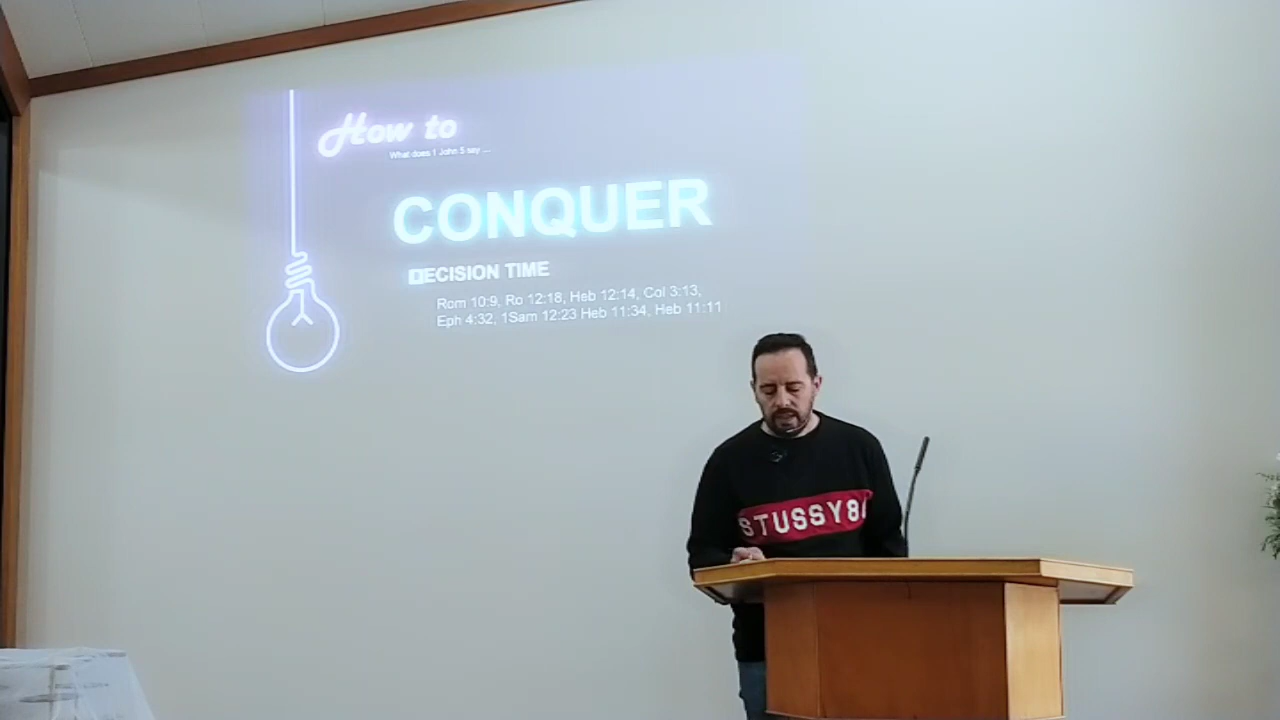 How to
What does 1 John 5 say ...
CONQUER
DECISION TIME
Rom 10:9, Ro 12:18, Heb 12:14, Col 3:13,
Eph 4:32, 1Sam 12:23 Heb 11:34, Heb 11:11
STUSSY8